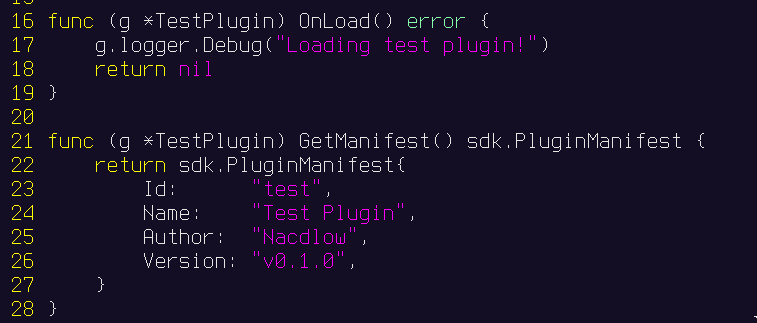 16 func (g *TestPlugin) OnLoad() error {
17     g.logger.Debug("Loading test plugin!")
18     return nil
19 }
20
21 func (g *TestPlugin) GetManifest() sdk.PluginManifest {
22     return sdk.PluginManifest{
23         Id:      "test",
24         Name:    "Test Plugin",
25         Author:  "Nacdlow",
26         Version: "v0.1.0",
27     }
28 }